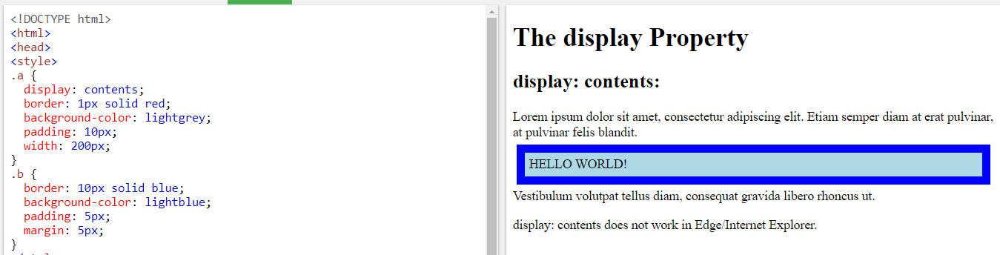 <!DOCTYPE html>
<html>
<head>
<style>
.a {
  display: contents;
  border: 1px solid red;
  background-color: lightgrey;
  padding: 10px;
  width: 200px;
}
.b {
  border: 10px solid blue;
  background-color: lightblue;
  padding: 5px;
  margin: 5px;
}
The display Property
display: contents:
Lorem ipsum dolor sit amet, consectetur adipiscing elit. Etiam semper diam at erat pulvinar,
at pulvinar felis blandit.
HELLO WORLD!
Vestibulum volutpat tellus diam, consequat gravida libero rhoncus ut.
display: contents does not work in Edge/Internet Explorer.